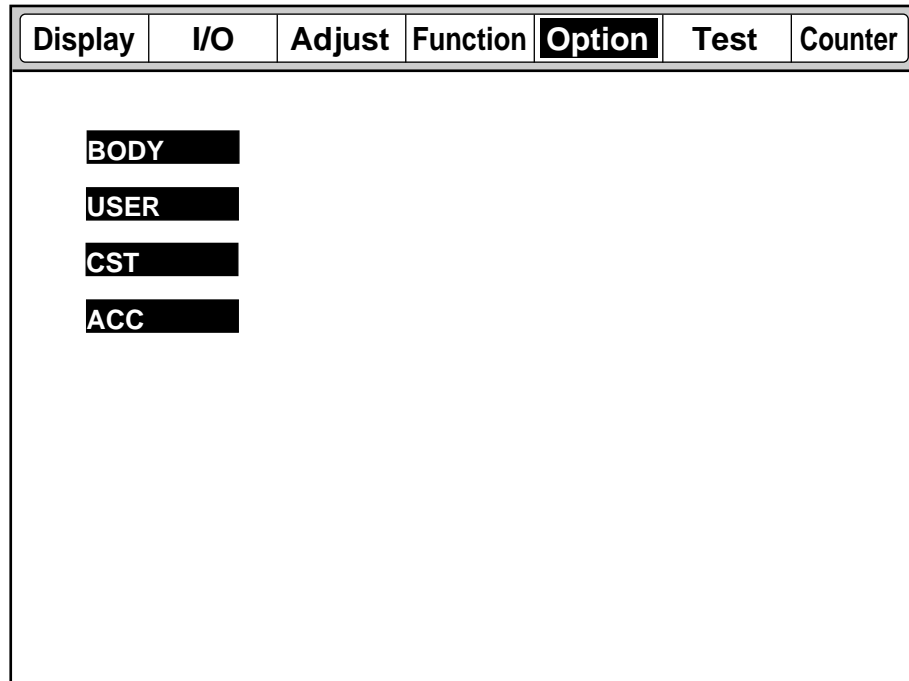 Display I/O Adjust Function Option Test Counter
BODY
USER
CST
ACC